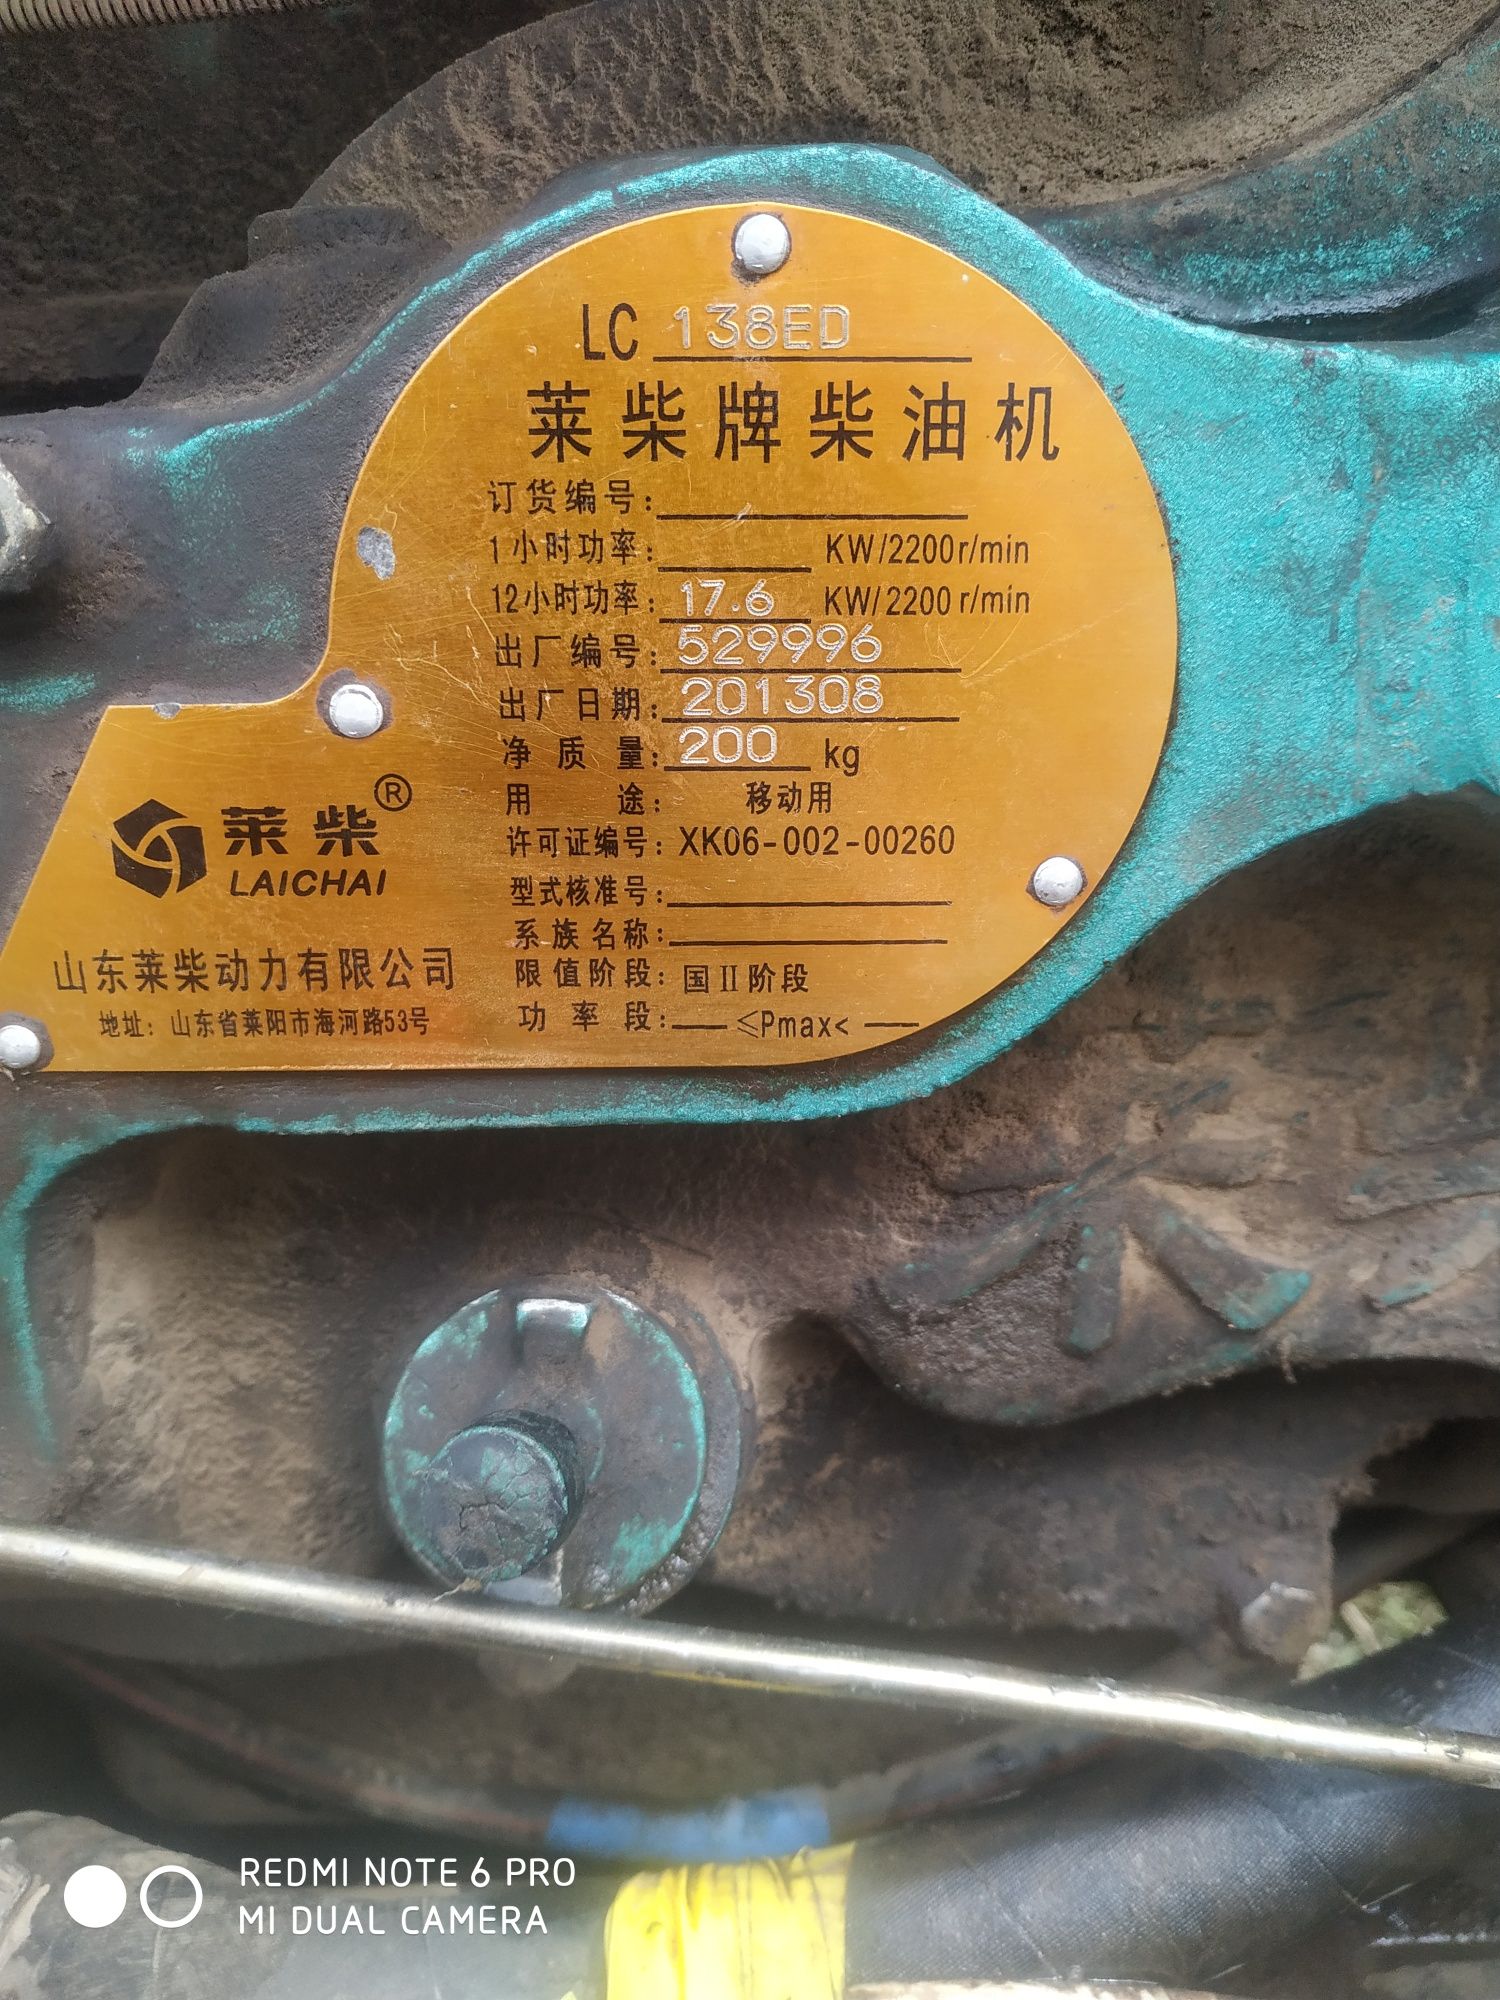 LC 138ED
莱柴牌柴油机
订货编号:
1小时功率: KW/2200r/min
12小时功率: 17.6 KW/2200r/min
出厂编号: 529996
出厂日期: 201308
净质量: 200 kg
用途: 移动用
许可证编号: XK06-002-00260
型式核准号:
系族名称:
限值阶段: 国Ⅱ阶段
功率段: ≤Pmax<
莱柴®
LAICHAI
山东莱柴动力有限公司
地址: 山东省莱阳市海河路53号
REDMI NOTE 6 PRO
MI DUAL CAMERA